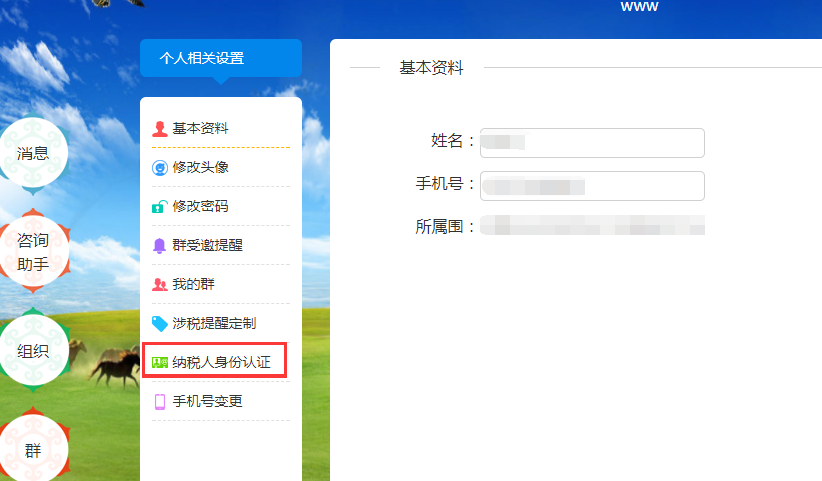 www
个人相关设置
基本资料
修改头像
修改密码
群受邀提醒
我的群
涉税提醒定制
纳税人身份认证
手机号变更
消息
咨询
助手
组织
群
基本资料
姓名：
手机号：
所属围：